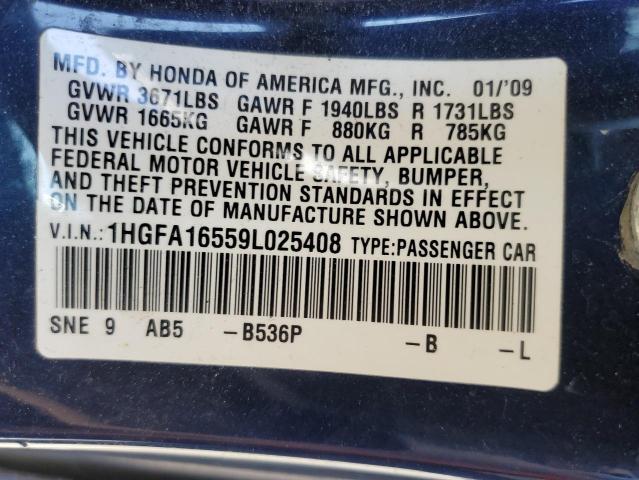 MFD. BY HONDA OF AMERICA MFG., INC. 01/'09
GVWR 3671LBS GAWR F 1940LBS R 1731LBS
GVWR 1665KG GAWR F 880KG R 785KG
THIS VEHICLE CONFORMS TO ALL APPLICABLE
FEDERAL MOTOR VEHICLE SAFETY, BUMPER,
AND THEFT PREVENTION STANDARDS IN EFFECT
ON THE DATE OF MANUFACTURE SHOWN ABOVE.
V.I.N.:1HGFA16559L025408 TYPE:PASSENGER CAR
SNE 9 AB5 -B536P -B -L